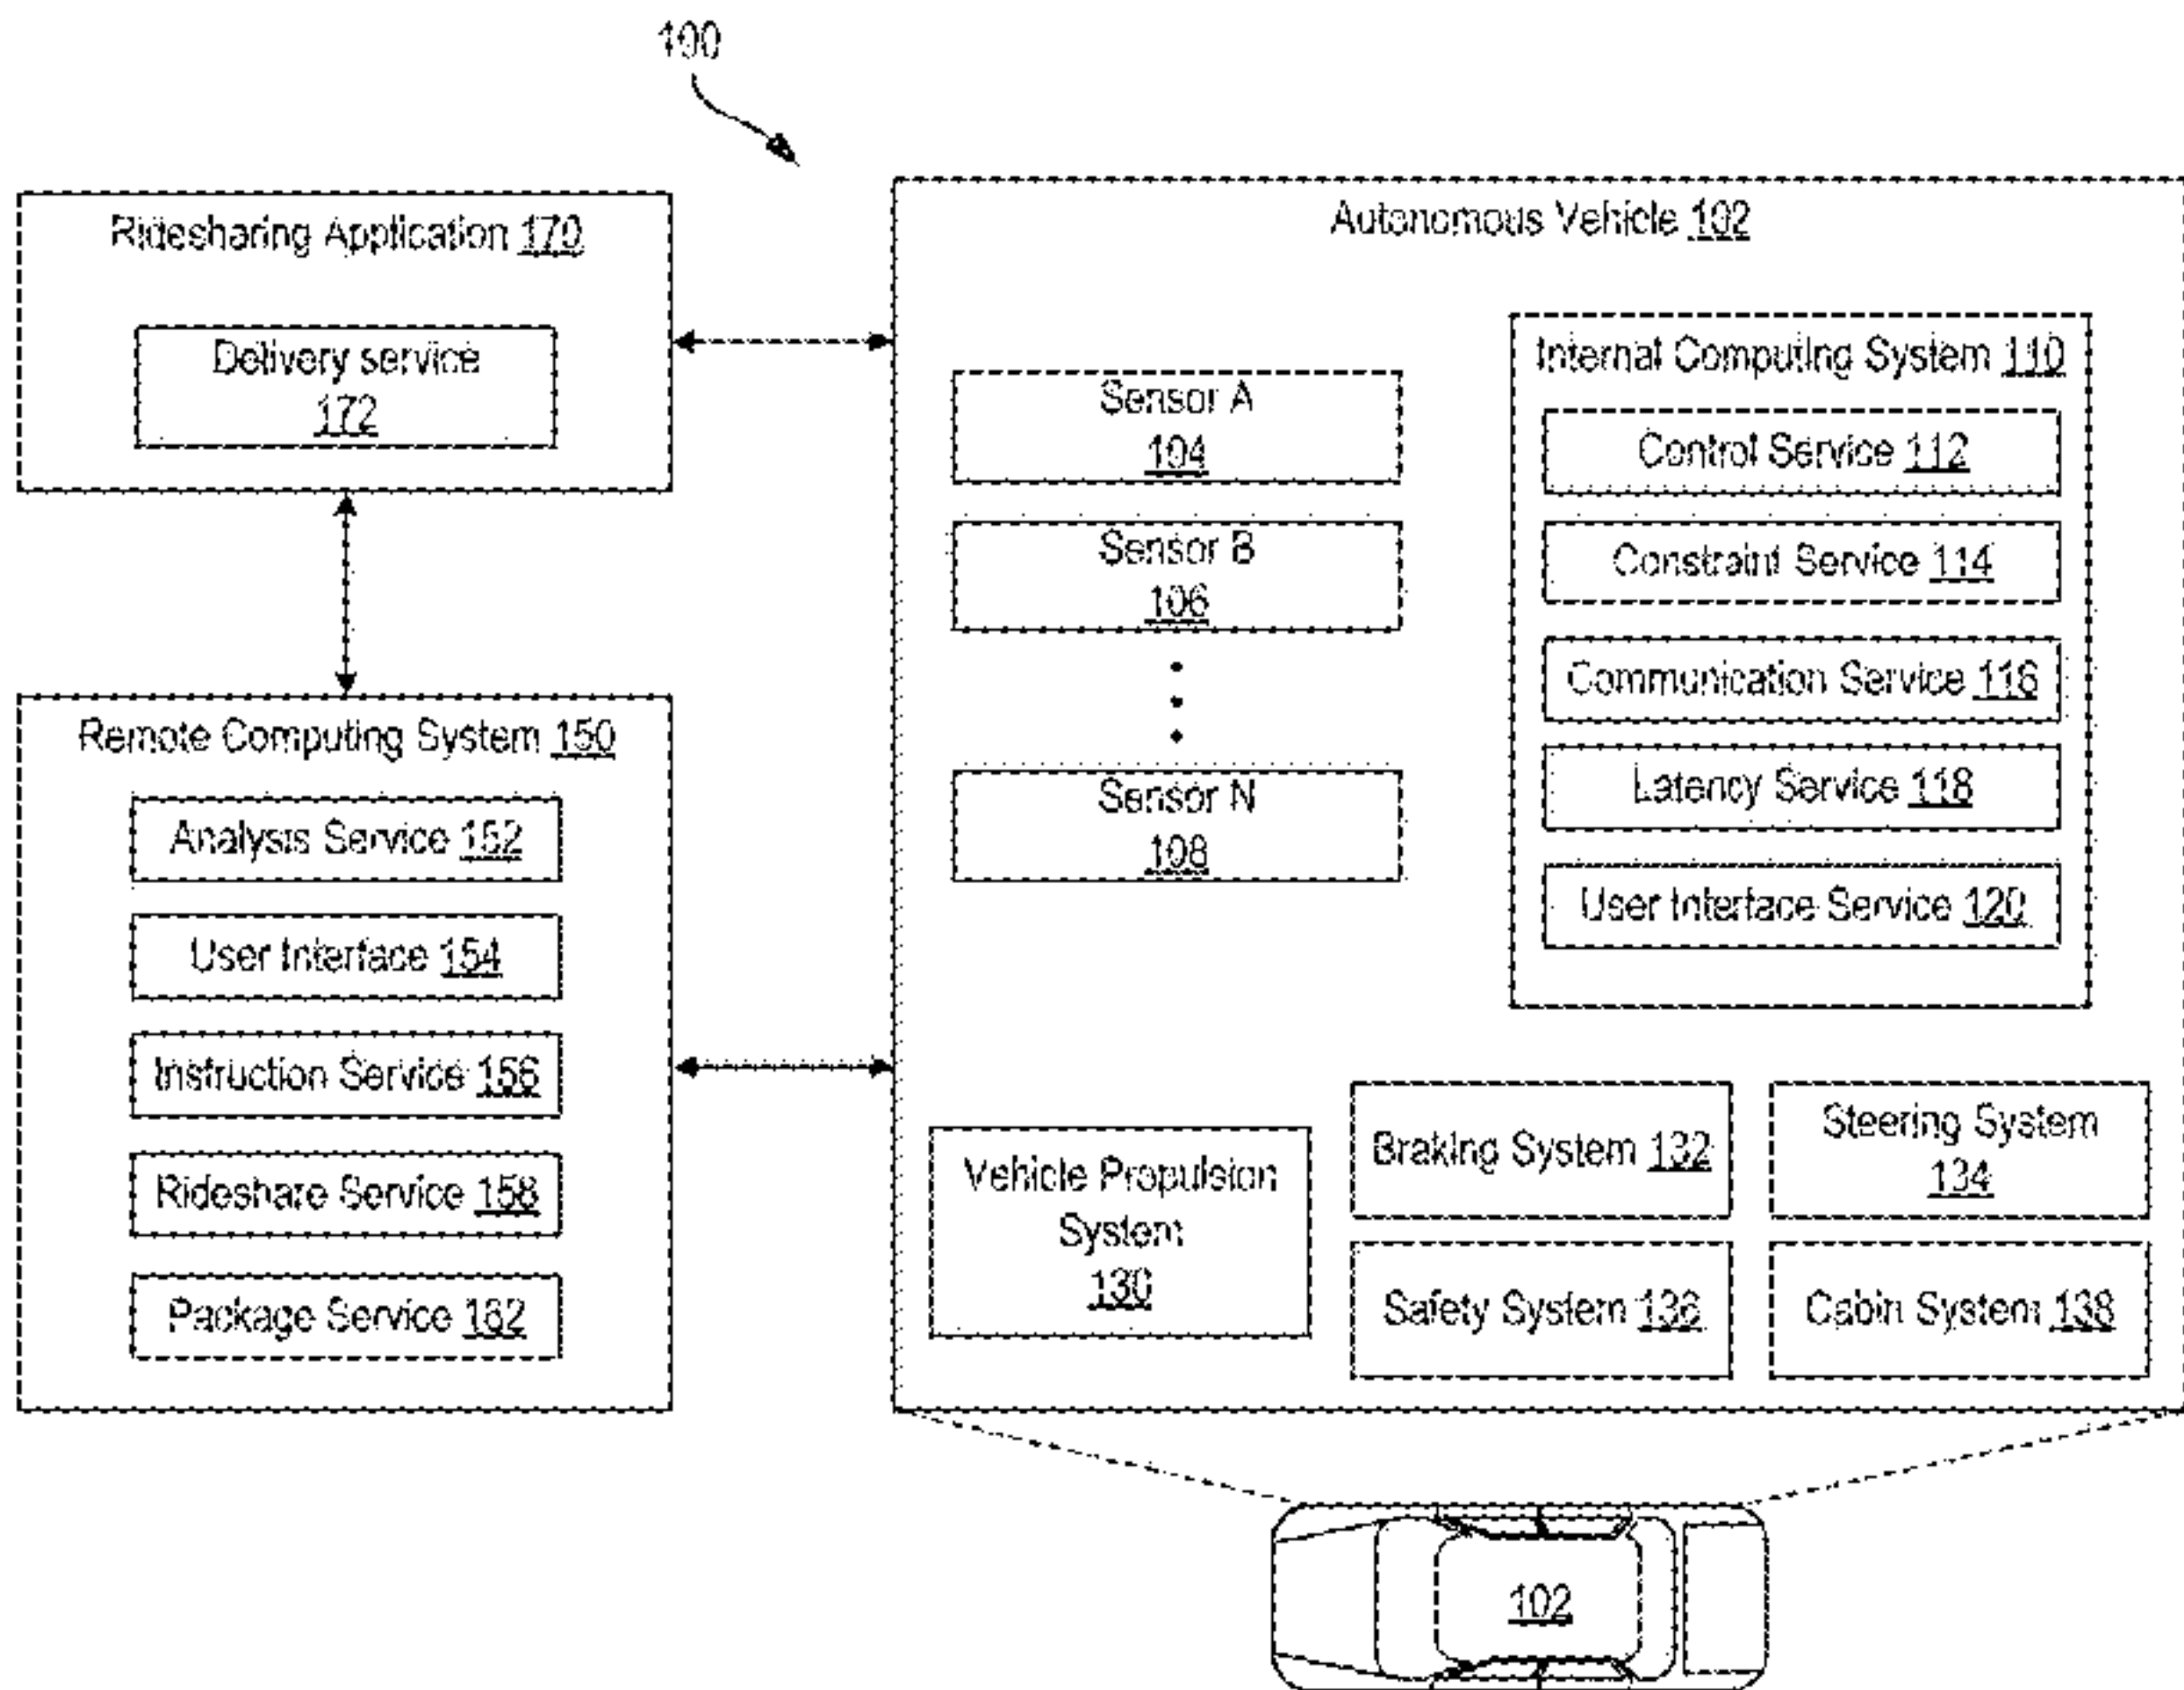 100
Ridesharing Application 170
Delivery service
172
Remote Computing System 150
Analysis Service 152
User Interface 154
Instruction Service 156
Rideshare Service 158
Package Service 162
Autonomous Vehicle 102
Sensor A
104
Sensor B
106
Sensor N
108
Internal Computing System 110
Control Service 112
Constraint Service 114
Communication Service 116
Latency Service 118
User Interface Service 120
Vehicle Propulsion
System
130
Braking System 132
Steering System
134
Safety System 136
Cabin System 138
102